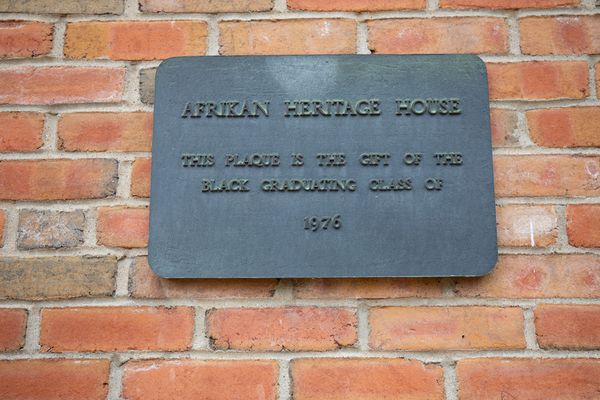 AFRIKAN HERITAGE HOUSE
THIS PLAQUE IS THE GIFT OF THE
BLACK GRADUATING CLASS OF
1976